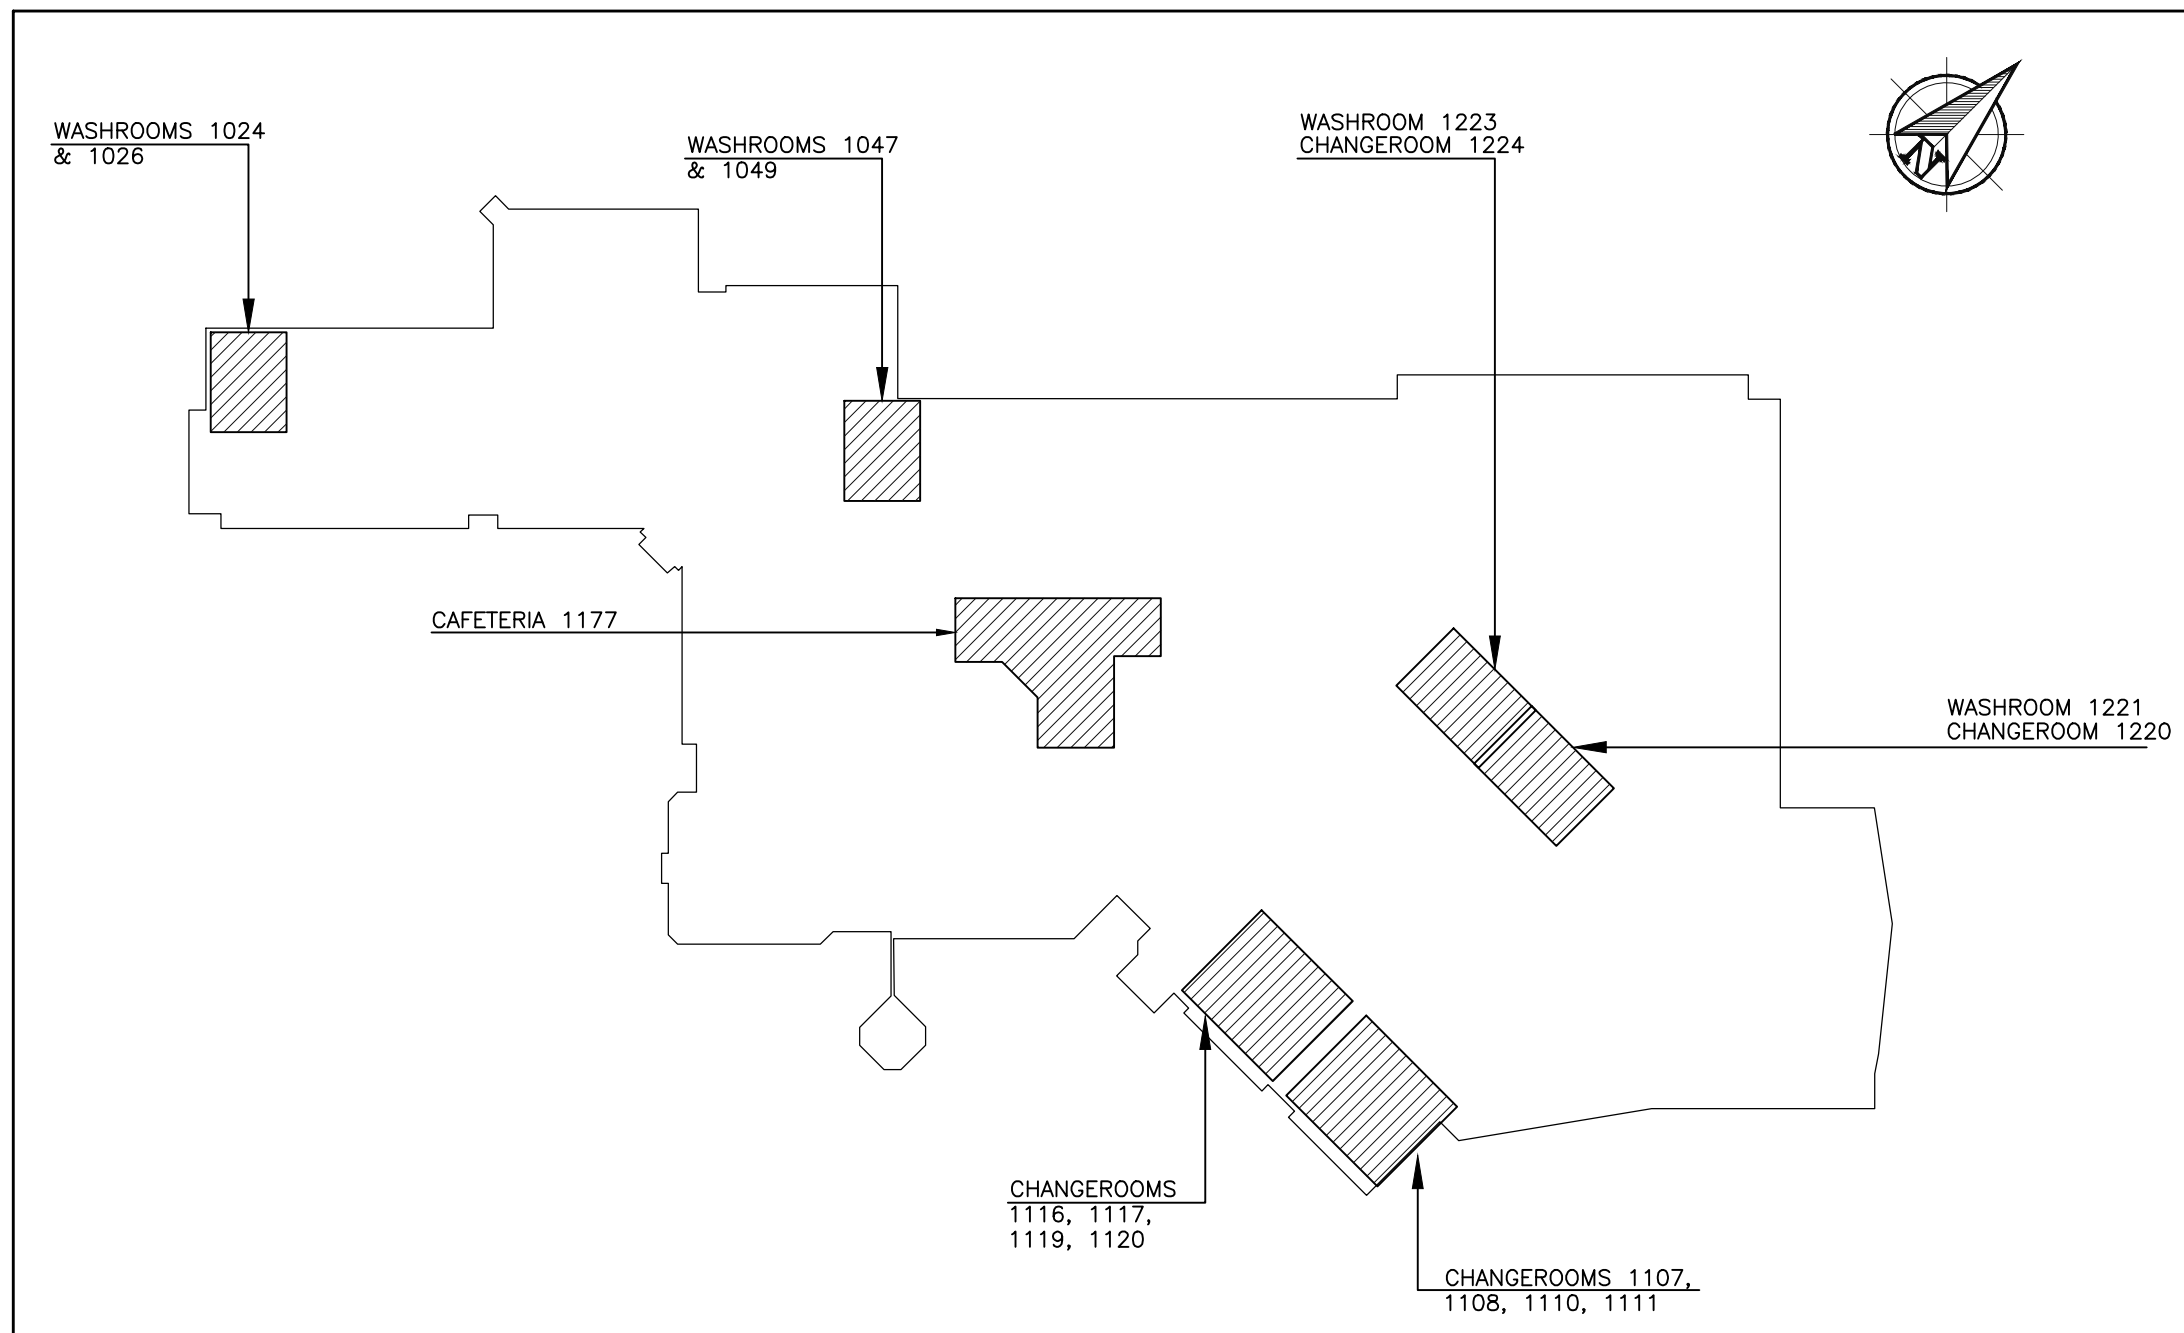 WASHROOMS 1024
& 1026
WASHROOMS 1047
& 1049
WASHROOM 1223
CHANGEROOM 1224
N
CAFETERIA 1177
WASHROOM 1221
CHANGEROOM 1220
CHANGEROOMS
1116, 1117,
1119, 1120
CHANGEROOMS 1107,
1108, 1110, 1111